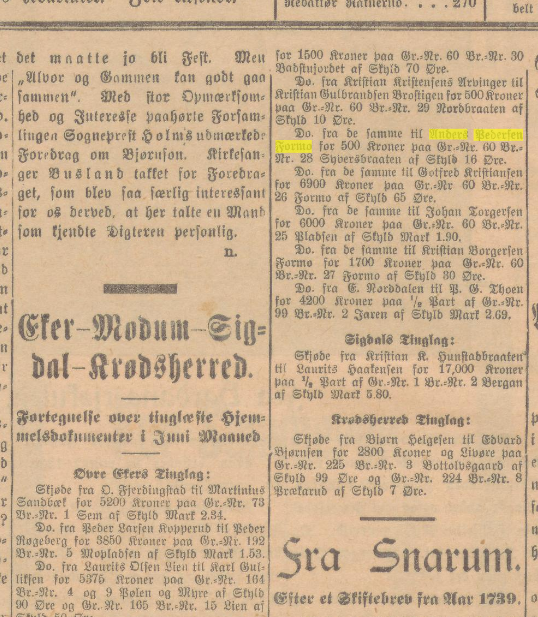 Redaktør Rafnerno. . . . 270
belt
det maatte jo bli Fest. Men
„Alvor og Gammen kan godt gaa
sammen". Med stor Opmærksom-
hed og Interesse paahørte Forsam-
lingen Sogneprest Holms udmærkede
Foredrag om Bjørnson. Kirkesan-
ger Busland takket for Foredra-
get, som blev saa særlig interessant
for os derved, at her talte en Mand
som kjendte Digteren personlig.
n.
Eker-Modum-Sig-
dal-Krødsherred.
Fortegnelse over tinglæste Hjem-
melsdokumenter i Juni Maaned
Øvre Ekers Tinglag:
Skjøde fra O. Fjerdingstad til Martinius
Sandbæk for 5200 Kroner paa Gr.-Nr. 73
Br.-Nr. 1 Sem af Skyld Mark 2.34.
Do. fra Peder Larsen Kopperud til Peder
Røgeberg for 3850 Kroner paa Gr.-Nr. 192
Br.-Nr. 5 Mopladsen af Skyld Mark 1.53.
Do. fra Laurits Olsen Lien til Karl Gul-
liksen for 5375 Kroner paa Gr.-Nr. 164
Br.-Nr. 4 og 9 Pølen og Myre af Skyld
90 Øre og Gr.-Nr. 165 Br.-Nr. 15 Lien af
for 1500 Kroner paa Gr.-Nr. 60 Br.-Nr. 30
Badstujordet af Skyld 70 Øre.
Do. fra Kristian Kristensens Arvinger til
Kristian Gulbrandsen Brostigen for 500 Kroner
paa Gr.-Nr. 60 Br.-Nr. 29 Nordbraaten af
Skyld 10 Øre.
Do. fra de samme til Anders Pedersen
Formo for 500 Kroner paa Gr.-Nr. 60 Br.-
Nr. 28 Syversbraaten af Skyld 16 Øre.
Do. fra de samme til Gotfred Kristiansen
for 6900 Kroner paa Gr-Nr 60 Br.-Nr.
26 Formo af Skyld 65 Øre.
Do. fra de samme til Johan Torgersen
for 6000 Kroner paa Gr.-Nr. 60 Br.-Nr.
25 Pladsen af Skyld Mark 1.90.
Do. fra de samme til Kristian Borgersen
Formo for 1700 Kroner paa Gr.-Nr. 60
Br.-Nr. 27 Formo af Skyld 30 Øre.
Do. fra E. Norddalen til P. G. Thoen
for 4200 Kroner paa ½ Part af Gr.-Nr.
99 Br.-Nr. 2 Jaren af Skyld Mark 2.69.
Sigdals Tinglag:
Skjøde fra Kristian K. Hunstadbraaten
til Laurits Haakensen for 17,000 Kroner
paa Part af Gr.-Nr. 1 Br.-Nr. 2 Bergan
af Skyld Mark 5.80.
Krødsherred Tinglag:
Skjøde fra Bjørn Helgesen til Edvard
Bjørnsen for 2800 Kroner og Livøre paa
Gr.-Nr. 225 Br.-Nr. 3 Bottolvsgaard af
Skyld 99 Øre og Gr.-Nr. 224 Br.-Nr. 8
Brækarud af Skyld 7 Øre.
Fra Snarum.
Efter et Skiftebrev fra Aar 1739.